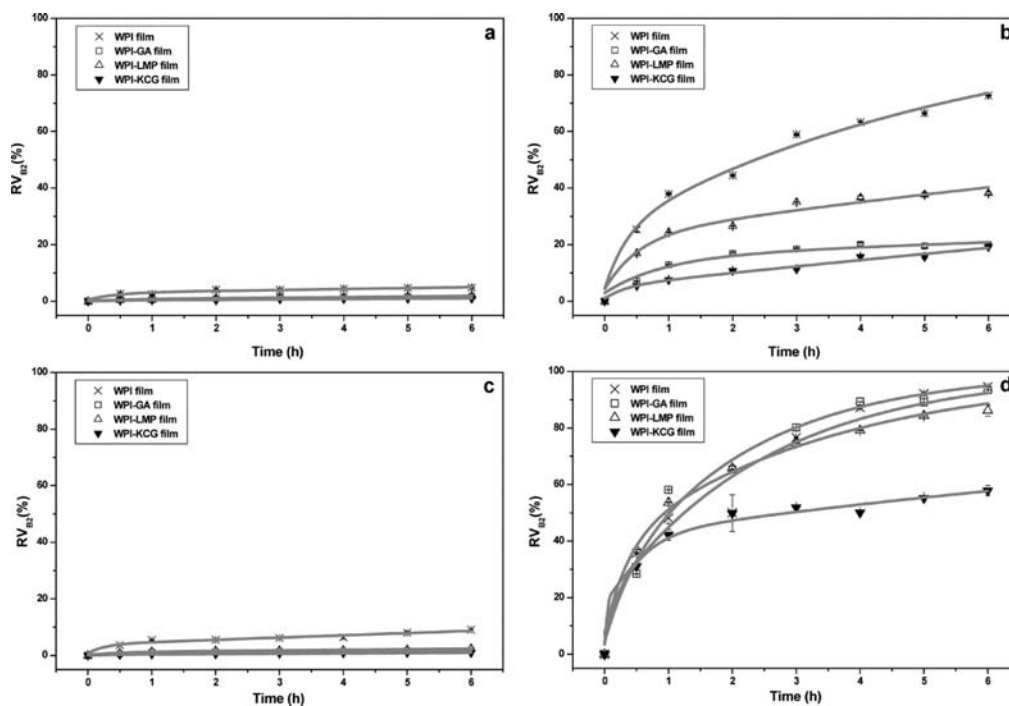 a
WPI film
WPI-GA film
WPI-LMP film
WPI-KCG film
100
80
60
40
20
0
RV_B2(%)
0 1 2 3 4 5 6
Time (h)
b
WPI film
WPI-GA film
WPI-LMP film
WPI-KCG film
100
80
60
40
20
0
RV_B2(%)
0 1 2 3 4 5 6
Time (h)
c
WPI film
WPI-GA film
WPI-LMP film
WPI-KCG film
100
80
60
40
20
0
RV_B2(%)
0 1 2 3 4 5 6
Time (h)
d
WPI film
WPI-GA film
WPI-LMP film
WPI-KCG film
100
80
60
40
20
0
RV_B2(%)
0 1 2 3 4 5 6
Time (h)